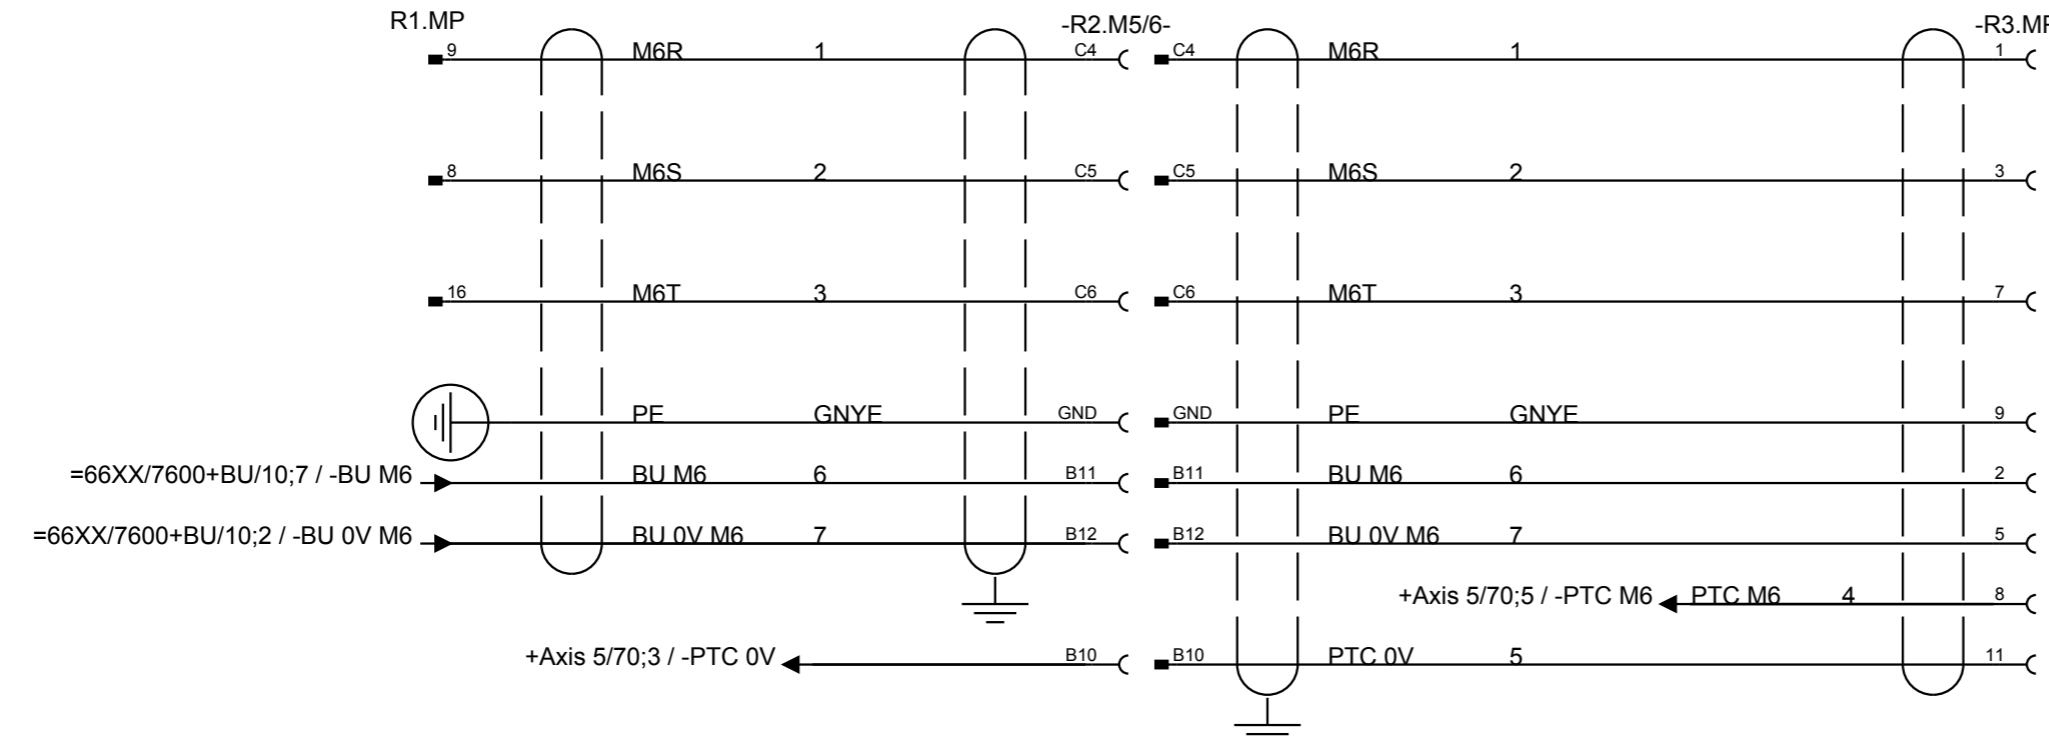 R1.MP -R2.M5/6- -R3.MP
9 M6R 1 C4 C4 M6R 1 1
8 M6S 2 C5 C5 M6S 2 3
16 M6T 3 C6 C6 M6T 3 7
PE GNYE GND GND PE GNYE 9
=66XX/7600+BU/10;7 / -BU M6 BU M6 6 B11 B11 BU M6 6 2
=66XX/7600+BU/10;2 / -BU 0V M6 BU 0V M6 7 B12 B12 BU 0V M6 7 5
+Axis 5/70;5 / -PTC M6 PTC M6 4 8
+Axis 5/70;3 / -PTC 0V B10 B10 PTC 0V 5 11